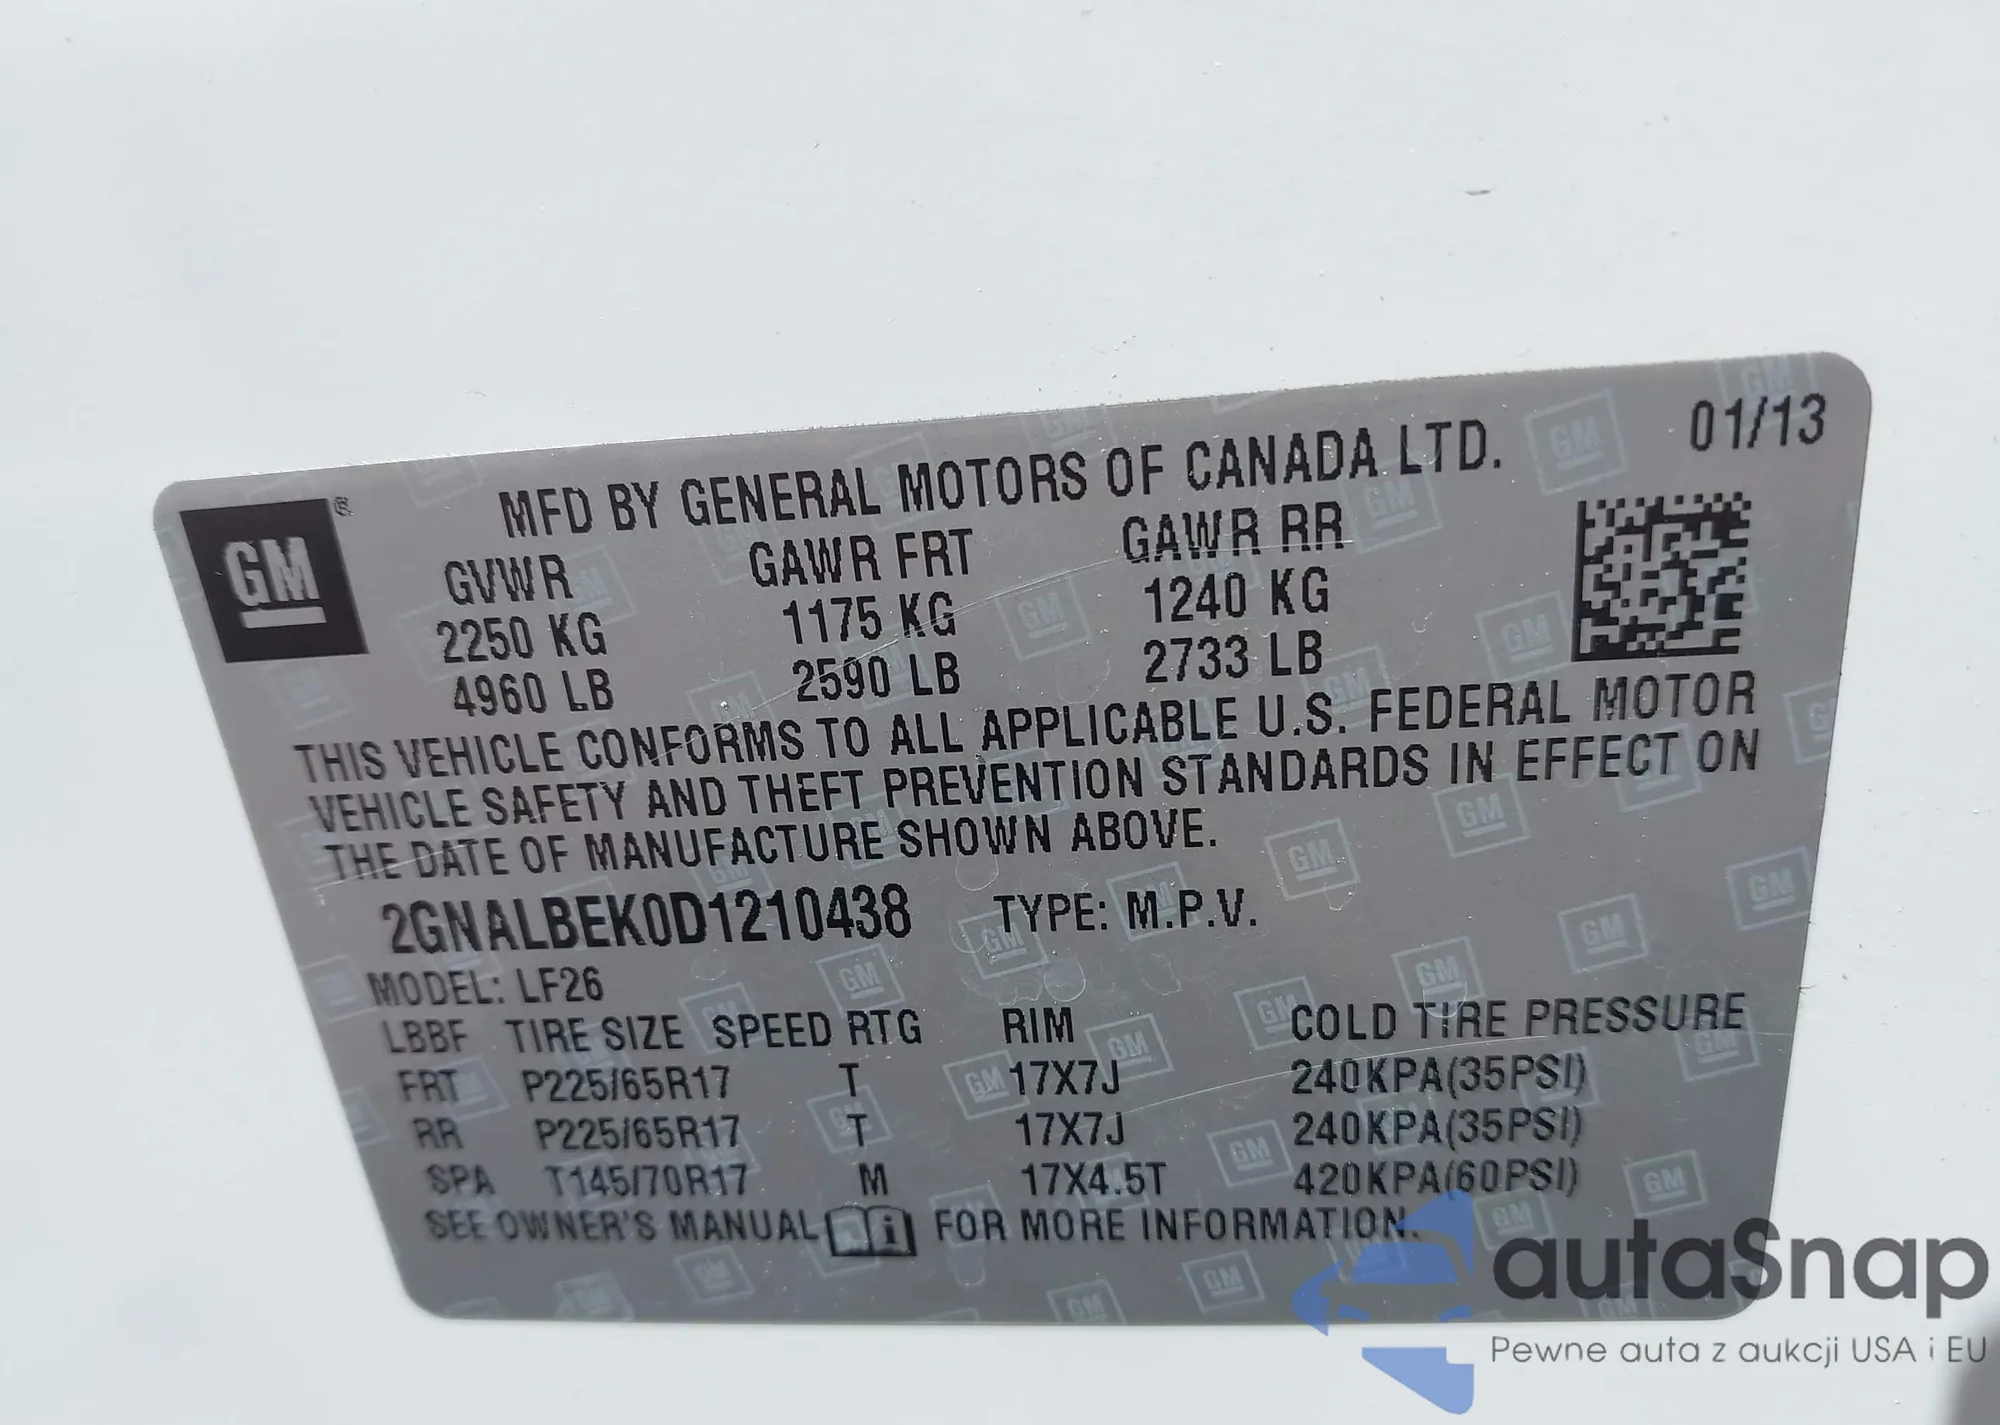 MFD BY GENERAL MOTORS OF CANADA LTD. 01/13
GM®
GVWR GAWR FRT GAWR RR
2250 KG 1175 KG 1240 KG
4960 LB 2590 LB 2733 LB
THIS VEHICLE CONFORMS TO ALL APPLICABLE U.S. FEDERAL MOTOR
VEHICLE SAFETY AND THEFT PREVENTION STANDARDS IN EFFECT ON
THE DATE OF MANUFACTURE SHOWN ABOVE.
2GNALBEK0D1210438 TYPE: M.P.V.
MODEL: LF26
LBBF TIRE SIZE SPEED RTG RIM COLD TIRE PRESSURE
FRT P225/65R17 T 17X7J 240KPA(35PSI)
RR P225/65R17 T 17X7J 240KPA(35PSI)
SPA T145/70R17 M 17X4.5T 420KPA(60PSI)
SEE OWNER'S MANUAL i FOR MORE INFORMATION.
autaSnap
Pewne auta z aukcji USA i EU